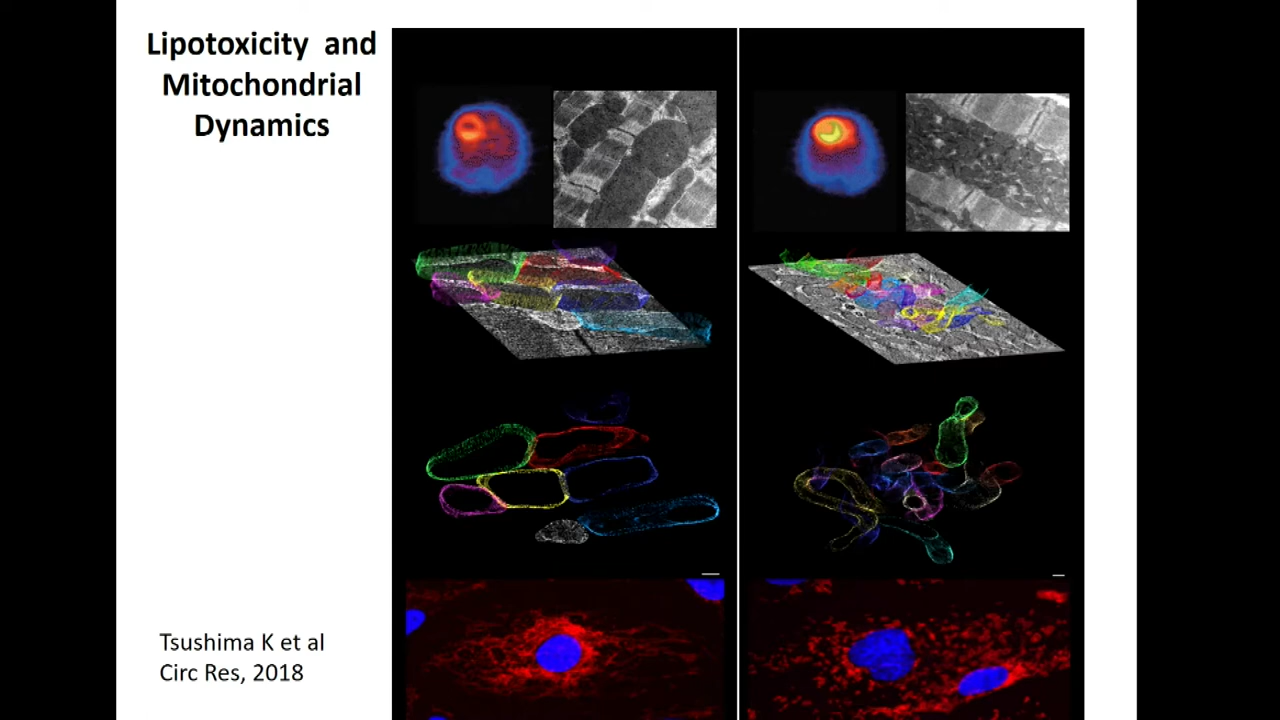 Lipotoxicity and
Mitochondrial
Dynamics
Tsushima K et al
Circ Res, 2018